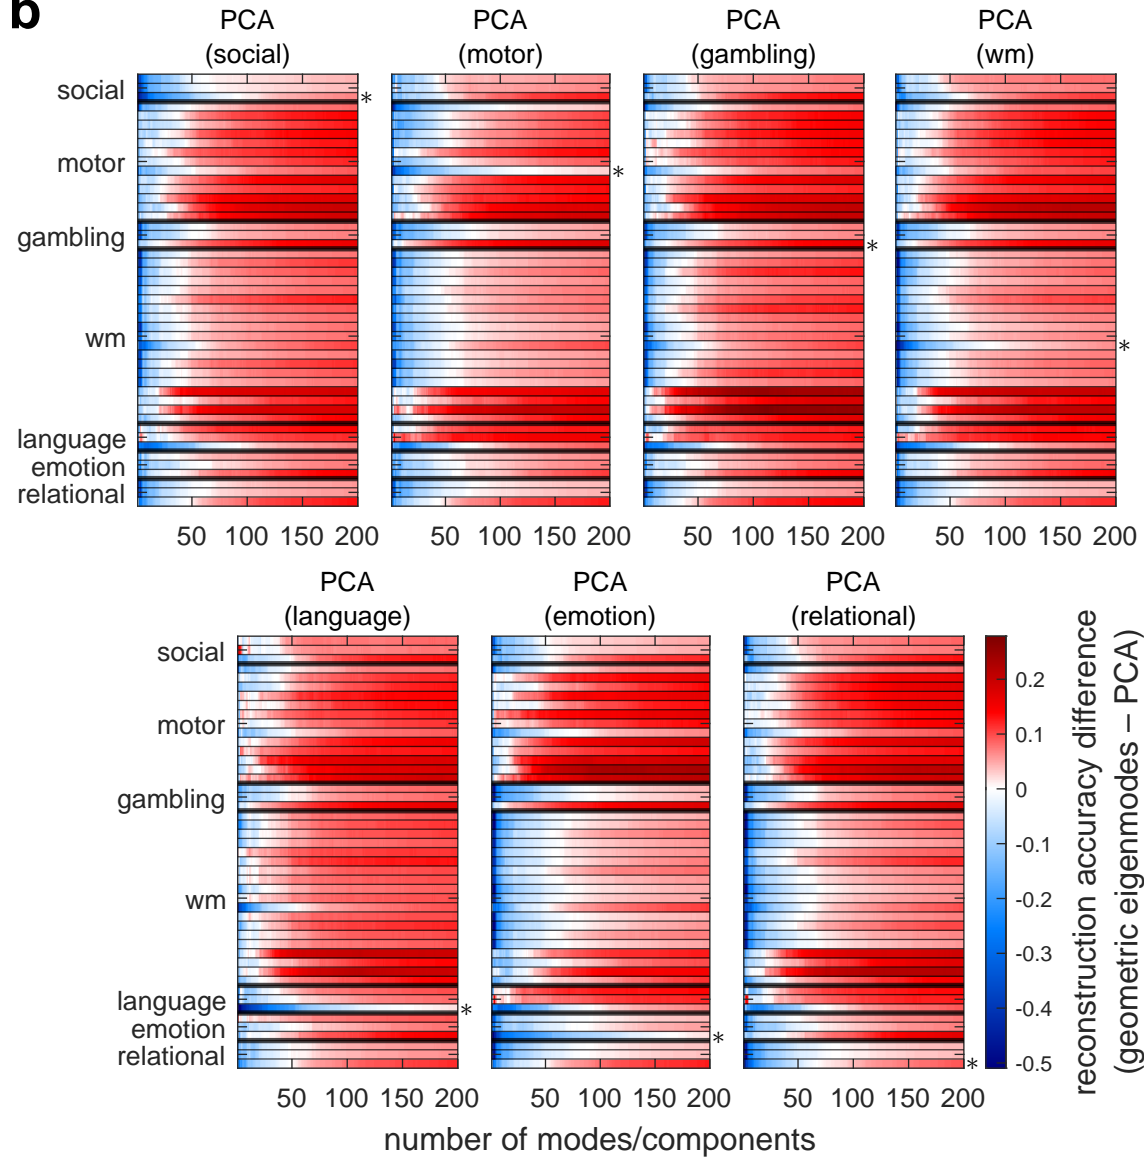 b
PCA
(social)
PCA
(motor)
PCA
(gambling)
PCA
(wm)
social
motor
gambling
wm
language
emotion
relational
*
*
*
*
50 100 150 200
50 100 150 200
50 100 150 200
50 100 150 200
PCA
(language)
PCA
(emotion)
PCA
(relational)
social
motor
gambling
wm
language
emotion
relational
*
*
*
50 100 150 200
50 100 150 200
50 100 150 200
number of modes/components
0.2
0.1
0
-0.1
-0.2
-0.3
-0.4
-0.5
reconstruction accuracy difference
(geometric eigenmodes – PCA)